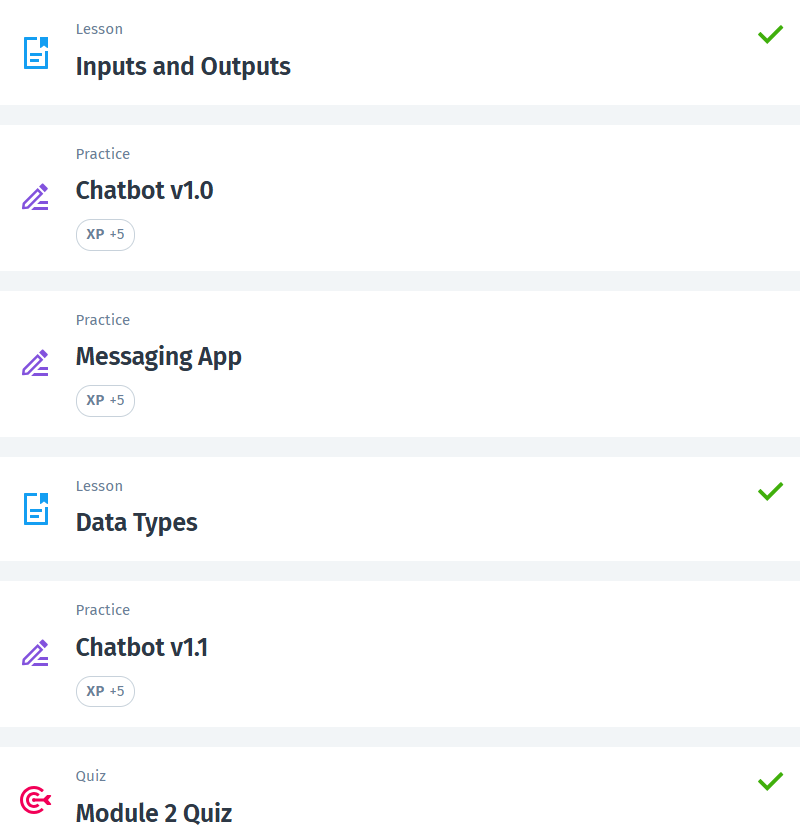 Lesson
Inputs and Outputs
Practice
Chatbot v1.0
XP +5
Practice
Messaging App
XP +5
Lesson
Data Types
Practice
Chatbot v1.1
XP +5
Quiz
Module 2 Quiz